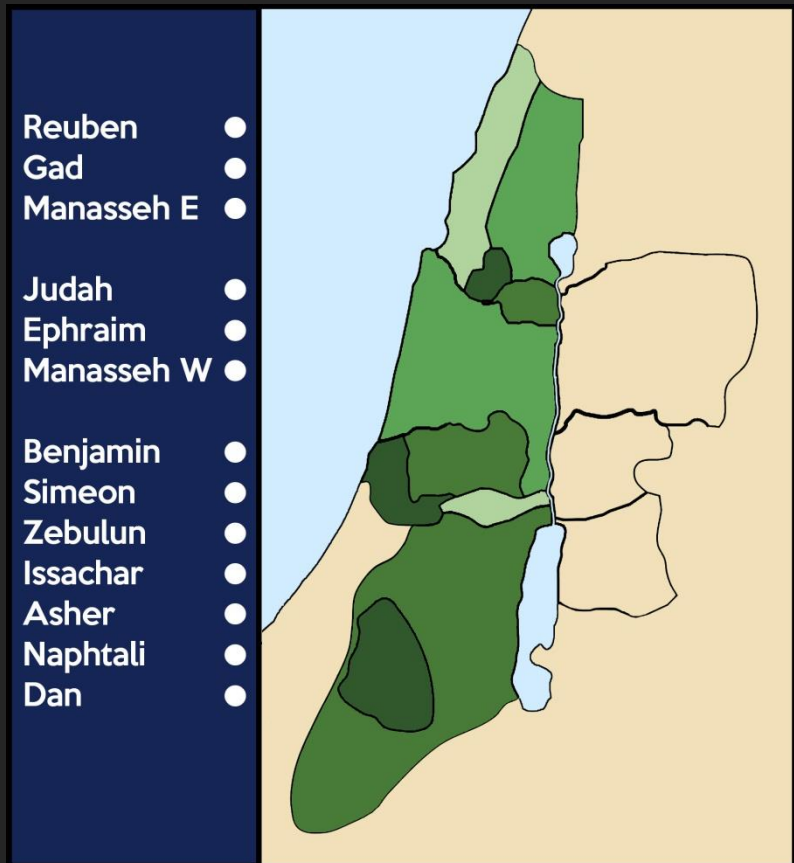 Reuben
Gad
Manasseh E
Judah
Ephraim
Manasseh W
Benjamin
Simeon
Zebulun
Issachar
Asher
Naphtali
Dan